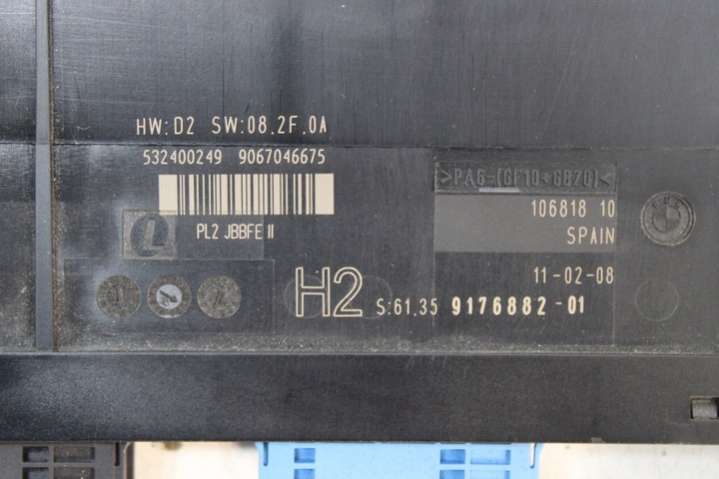 HW:D2 SW:08.2F.0A
532400249 9067046675
PL2 JBBFE II
>PA6-(GF10+GB20)<
106818 10
SPAIN
11-02-08
H2 S:61.35 9176882-01